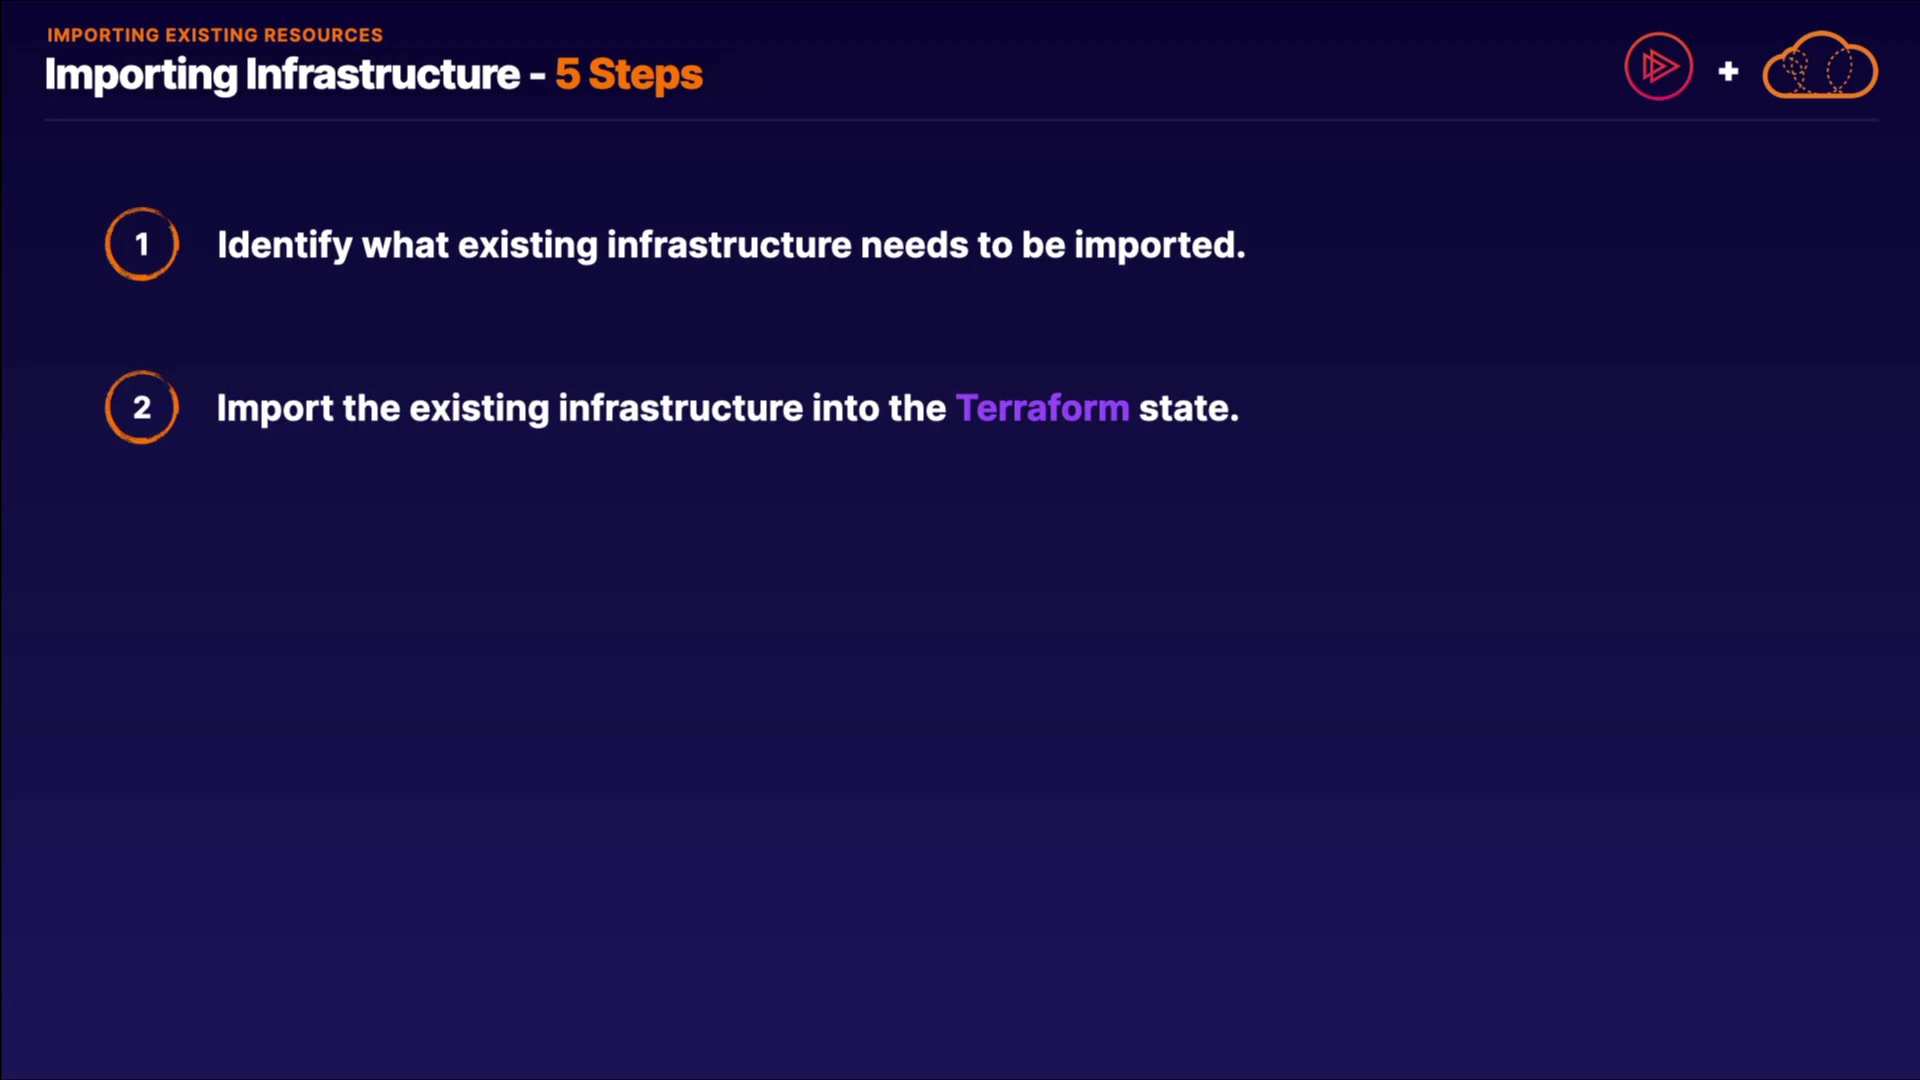 IMPORTING EXISTING RESOURCES
Importing Infrastructure - 5 Steps
+
1 Identify what existing infrastructure needs to be imported.
2 Import the existing infrastructure into the Terraform state.